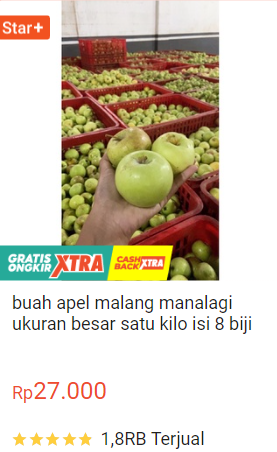 Star+
GRATIS ONGKIR XTRA
CASH BACK XTRA
buah apel malang manalagi
ukuran besar satu kilo isi 8 biji
Rp27.000
1,8RB Terjual